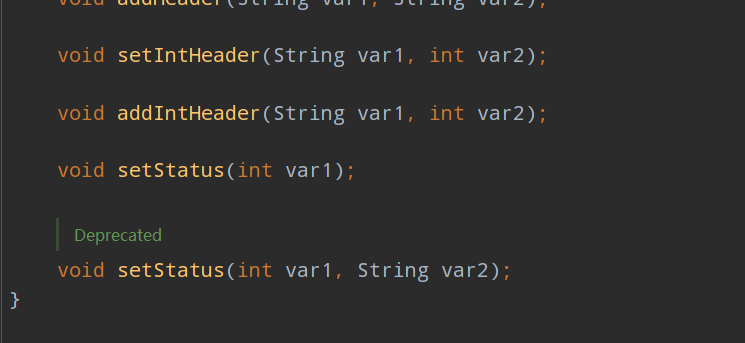 void addHeader(String var1, String var2);
void setIntHeader(String var1, int var2);
void addIntHeader(String var1, int var2);
void setStatus(int var1);
Deprecated
void setStatus(int var1, String var2);
}